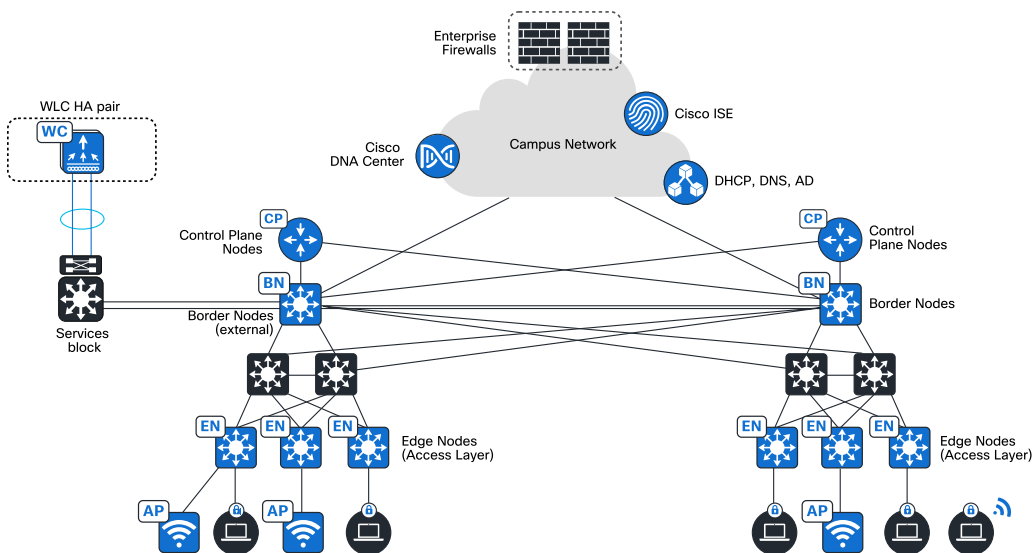 Enterprise
Firewalls
WLC HA pair
WC
Cisco ISE
Campus Network
Cisco
DNA Center
DHCP, DNS, AD
CP
Control Plane
Nodes
CP
Control
Plane Nodes
BN
Border Nodes
(external)
BN
Border Nodes
Services
block
EN
EN
EN
Edge Nodes
(Access Layer)
EN
EN
EN
Edge Nodes
(Access Layer)
AP
AP
AP